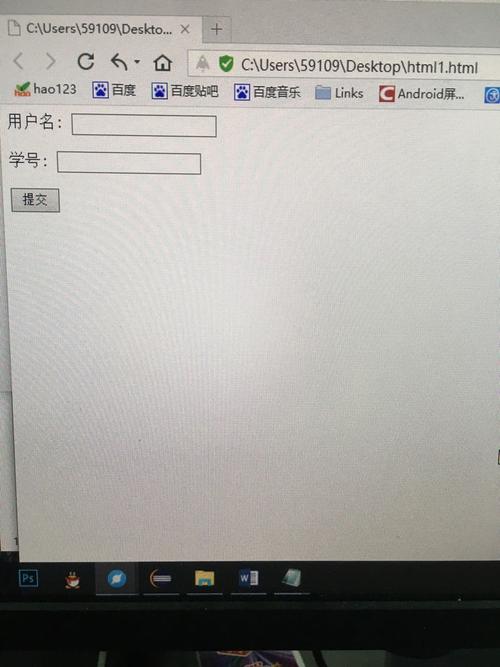 C:\Users\59109\Deskto...
C:\Users\59109\Desktop\html1.html
hao123 百度 百度贴吧 百度音乐 Links Android屏...
用户名：
学号：
提交
Ps